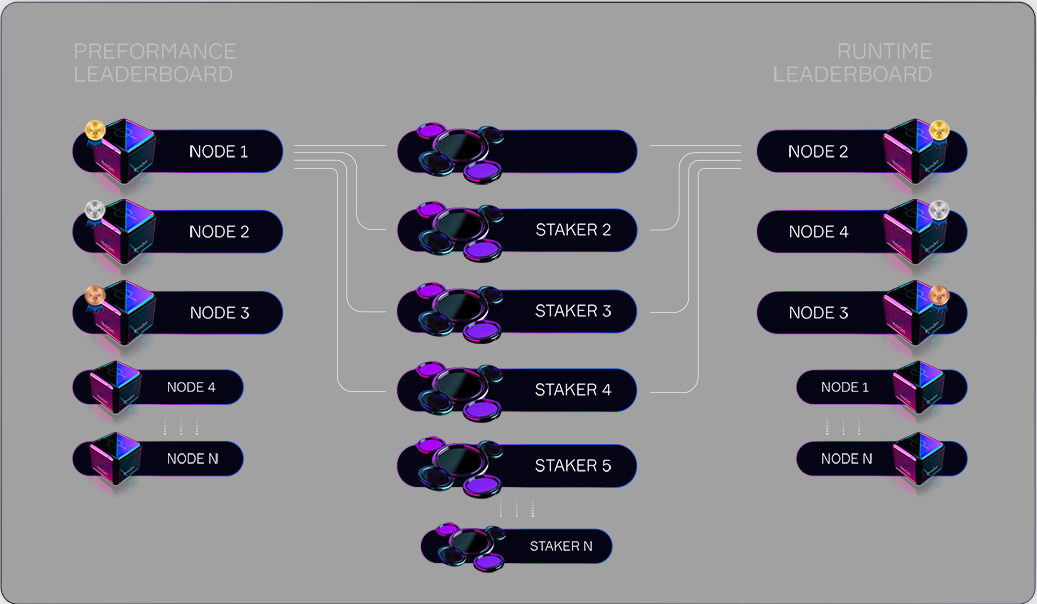 PREFORMANCE
LEADERBOARD
NODE 1
NODE 2
NODE 3
NODE 4
NODE N
STAKER 2
STAKER 3
STAKER 4
STAKER 5
STAKER N
RUNTIME
LEADERBOARD
NODE 2
NODE 4
NODE 3
NODE 1
NODE N